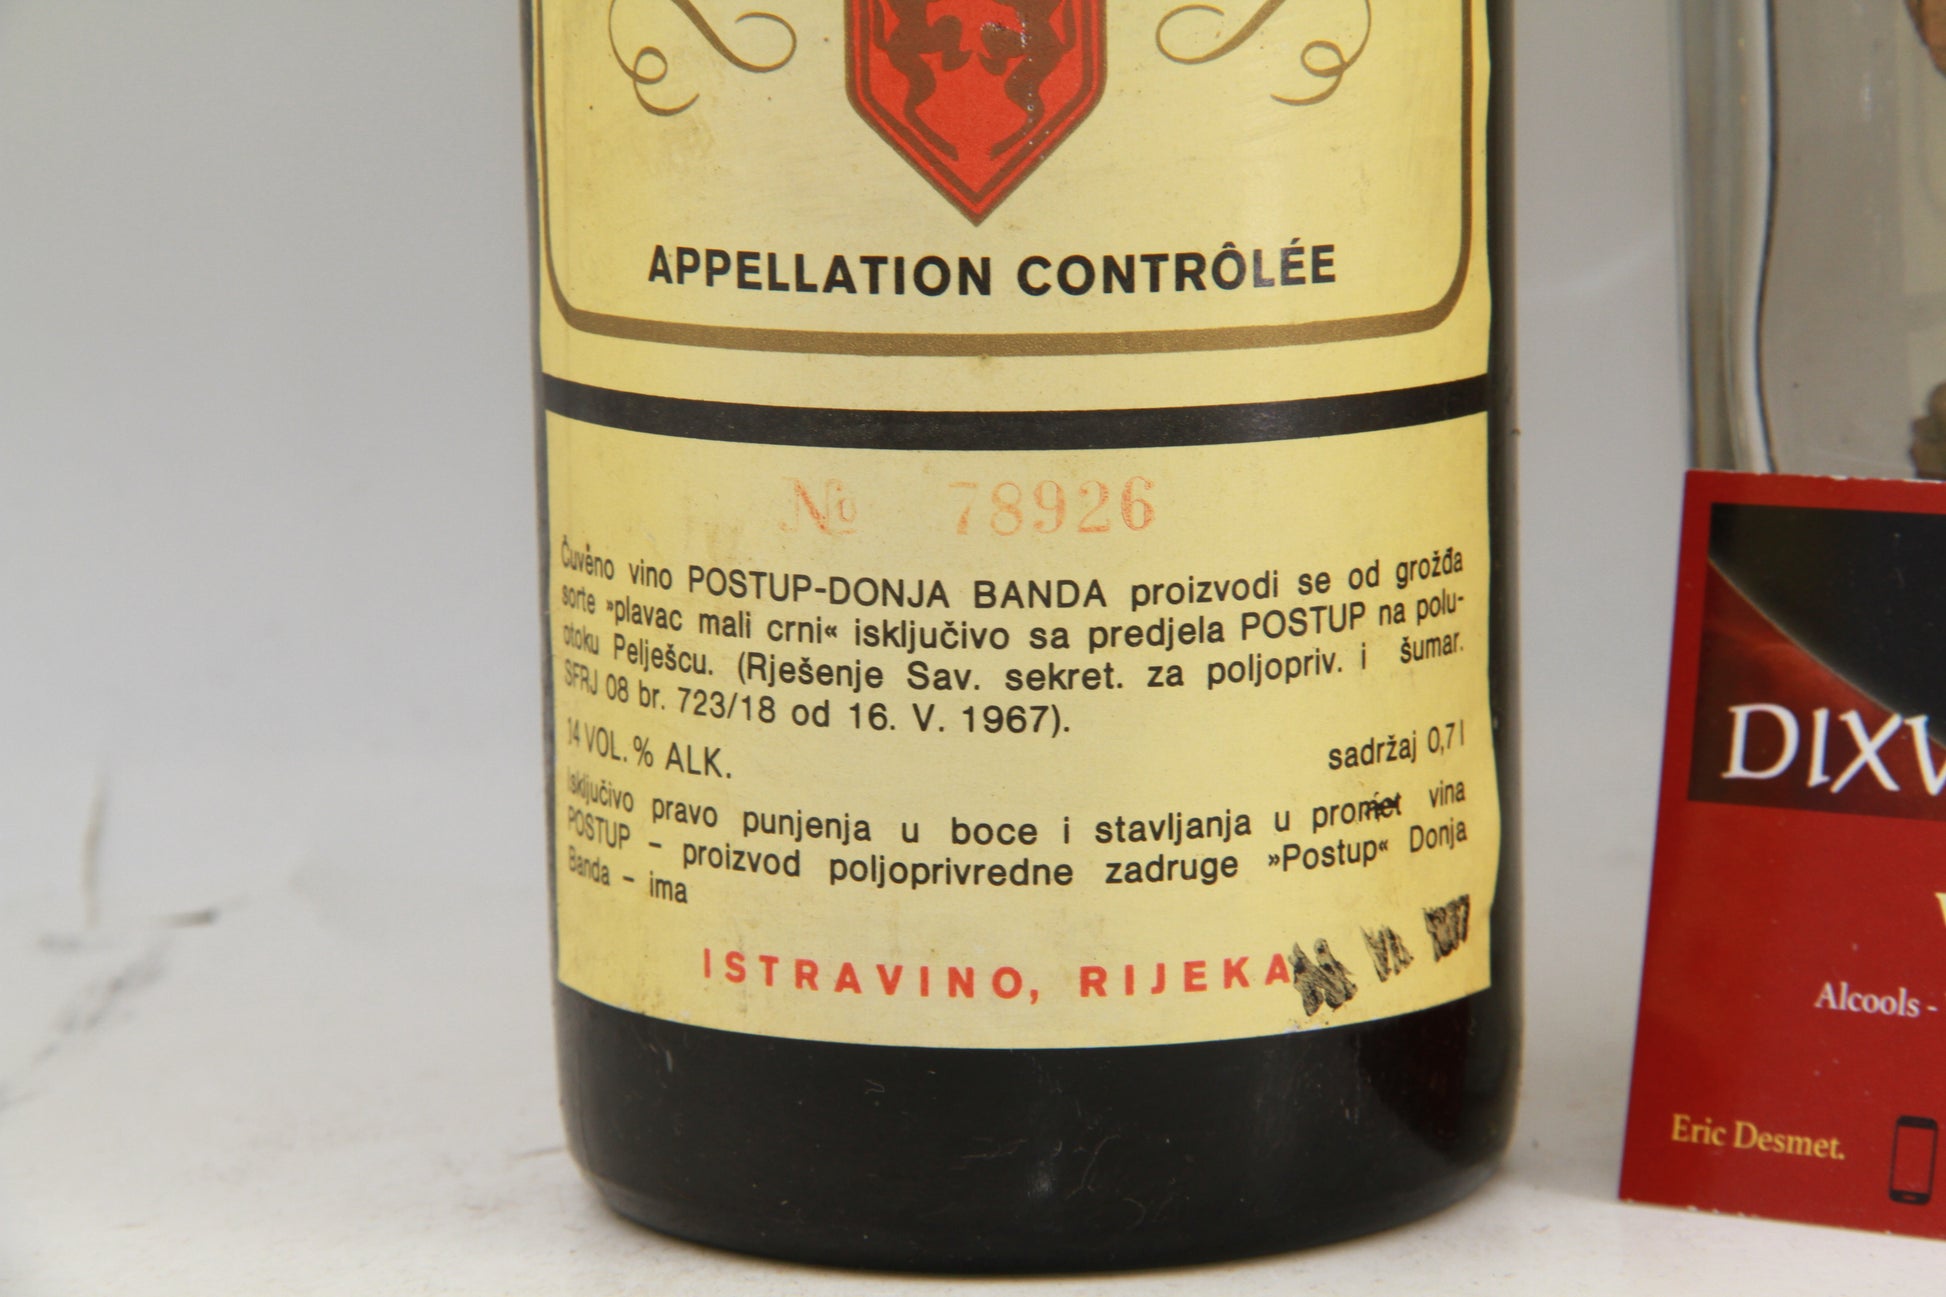 APPELLATION CONTRÔLÉE
No 78926
Čuveno vino POSTUP-DONJA BANDA proizvodi se od grožđa
sorte »plavac mali crni« isključivo sa predjela POSTUP na polu-
otoku Pelješcu. (Rješenje Sav. sekret. za poljopriv. i šumar.
SFRJ 08 br. 723/18 od 16. V. 1967).
14 VOL. % ALK.
sadržaj 0,7 l
Isključivo pravo punjenja u boce i stavljanja u promet vina
POSTUP – proizvod poljoprivredne zadruge »Postup« Donja
Banda – ima
ISTRAVINO, RIJEKA
Alcools -
Eric Desmet.